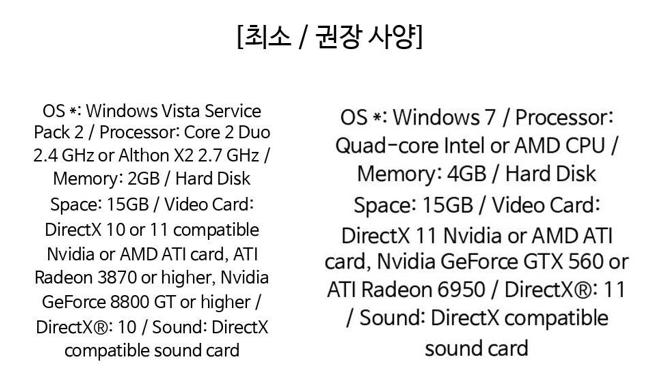 [최소 / 권장 사양]
OS *: Windows Vista Service
Pack 2 / Processor: Core 2 Duo
2.4 GHz or Althon X2 2.7 GHz /
Memory: 2GB / Hard Disk
Space: 15GB / Video Card:
DirectX 10 or 11 compatible
Nvidia or AMD ATI card, ATI
Radeon 3870 or higher, Nvidia
GeForce 8800 GT or higher /
DirectX®: 10 / Sound: DirectX
compatible sound card
OS *: Windows 7 / Processor:
Quad-core Intel or AMD CPU /
Memory: 4GB / Hard Disk
Space: 15GB / Video Card:
DirectX 11 Nvidia or AMD ATI
card, Nvidia GeForce GTX 560 or
ATI Radeon 6950 / DirectX®: 11
/ Sound: DirectX compatible
sound card